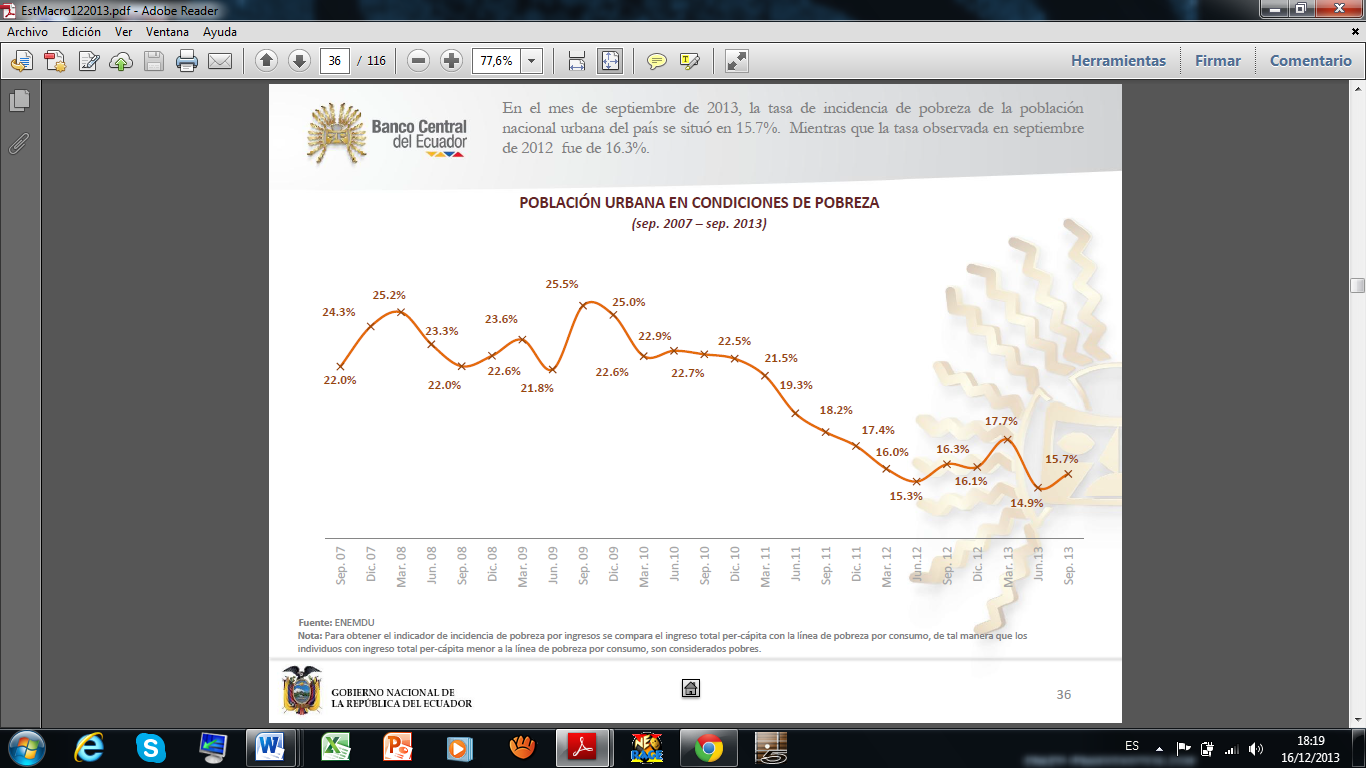 EstMacro122013.pdf - Adobe Reader
Archivo Edición Ver Ventana Ayuda
36 / 116 77,6% Herramientas Firmar Comentario
Banco Central
del Ecuador
En el mes de septiembre de 2013, la tasa de incidencia de pobreza de la población
nacional urbana del país se situó en 15.7%. Mientras que la tasa observada en septiembre
de 2012 fue de 16.3%.
POBLACIÓN URBANA EN CONDICIONES DE POBREZA
(sep. 2007 – sep. 2013)
22.0%
24.3%
25.2%
23.3%
22.0%
22.6%
23.6%
21.8%
25.5%
25.0%
22.6%
22.9%
22.7%
22.5%
21.5%
19.3%
18.2%
17.4%
16.0%
15.3%
16.3%
16.1%
17.7%
14.9%
15.7%
Sep. 07
Dic. 07
Mar. 08
Jun. 08
Sep. 08
Dic. 08
Mar. 09
Jun. 09
Sep. 09
Dic. 09
Mar. 10
Jun.10
Sep. 10
Dic. 10
Mar. 11
Jun.11
Sep. 11
Dic. 11
Mar. 12
Jun.12
Sep. 12
Dic. 12
Mar. 13
Jun.13
Sep. 13
Fuente: ENEMDU
Nota: Para obtener el indicador de incidencia de pobreza por ingresos se compara el ingreso total per-cápita con la línea de pobreza por consumo, de tal manera que los
individuos con ingreso total per-cápita menor a la línea de pobreza por consumo, son considerados pobres.
GOBIERNO NACIONAL DE
LA REPÚBLICA DEL ECUADOR
36
ES
18:19
16/12/2013